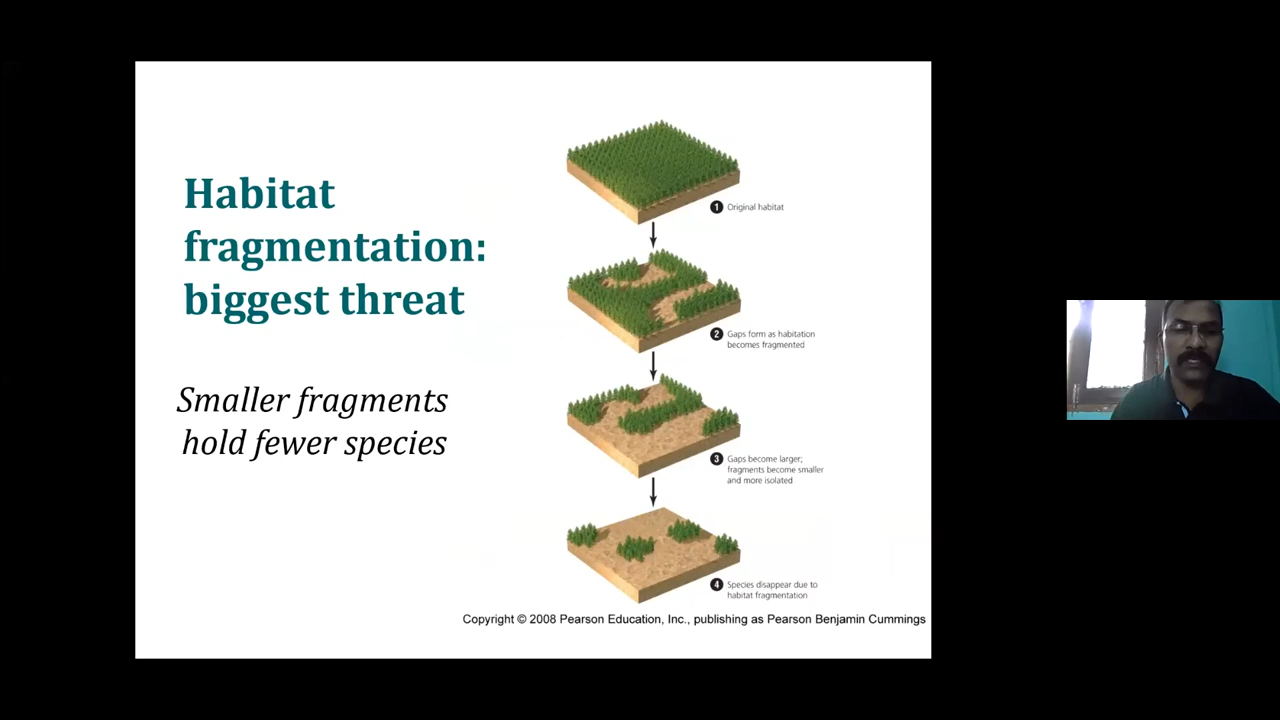 Habitat
fragmentation:
biggest threat
Smaller fragments
hold fewer species
1 Original habitat
2 Gaps form as habitation
becomes fragmented
3 Gaps become larger;
fragments become smaller
and more isolated
4 Species disappear due to
habitat fragmentation
Copyright © 2008 Pearson Education, Inc., publishing as Pearson Benjamin Cummings